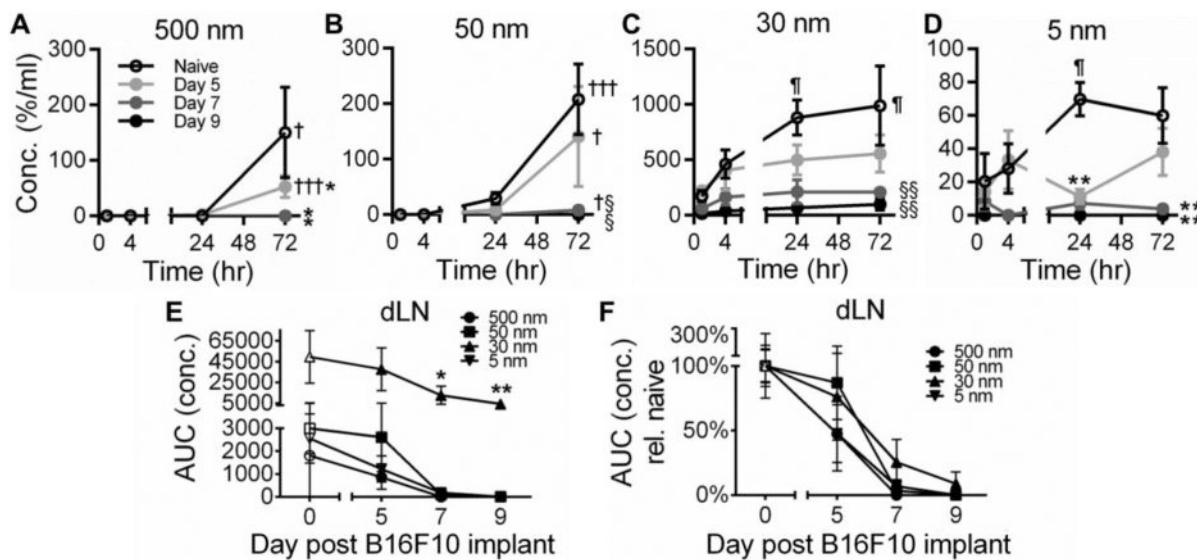 A 500 nm
Conc. (%/ml)
300
200
100
0
Naive
Day 5
Day 7
Day 9
†
†††*
*
*
0 4 24 48 72
Time (hr)
B 50 nm
300
200
100
0
†††
†
†§
§
0 4 24 48 72
Time (hr)
C 30 nm
1500
1000
500
0
¶
¶
§§
§§
0 4 24 48 72
Time (hr)
D 5 nm
100
80
60
40
20
0
¶
**
**
**
0 4 24 48 72
Time (hr)
E dLN
AUC (conc.)
65000
45000
25000
5000
3000
2000
1000
0
500 nm
50 nm
30 nm
5 nm
*
**
0 5 7 9
Day post B16F10 implant
F dLN
AUC (conc.)
rel. naive
300%
100%
50%
0%
500 nm
50 nm
30 nm
5 nm
0 5 7 9
Day post B16F10 implant